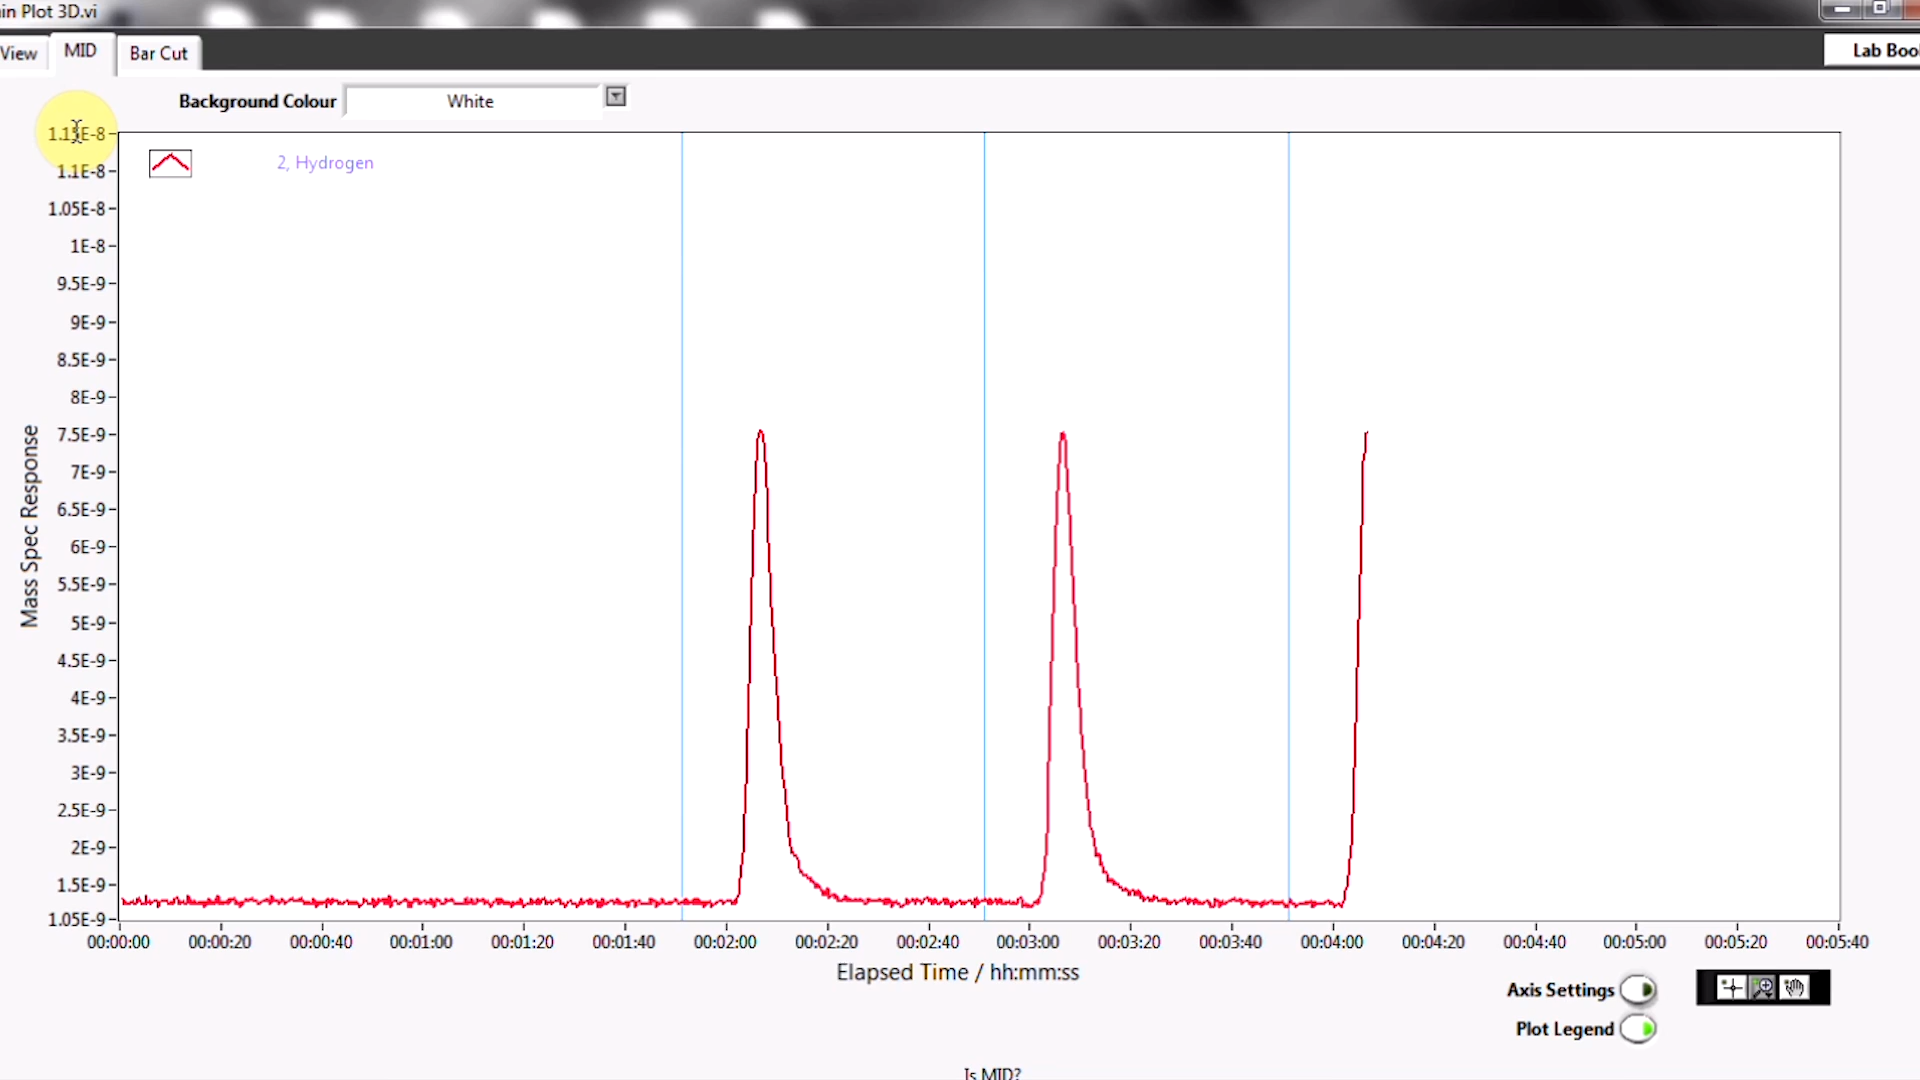 in Plot 3D.vi
View
MID
Bar Cut
Lab Boo
Background Colour
White
2, Hydrogen
1.15E-8
1.1E-8
1.05E-8
1E-8
9.5E-9
9E-9
8.5E-9
8E-9
7.5E-9
7E-9
6.5E-9
6E-9
5.5E-9
5E-9
4.5E-9
4E-9
3.5E-9
3E-9
2.5E-9
2E-9
1.5E-9
1.05E-9
Mass Spec Response
00:00:00 00:00:20 00:00:40 00:01:00 00:01:20 00:01:40 00:02:00 00:02:20 00:02:40 00:03:00 00:03:20 00:03:40 00:04:00 00:04:20 00:04:40 00:05:00 00:05:20 00:05:40
Elapsed Time / hh:mm:ss
Axis Settings
Plot Legend
Is MID?